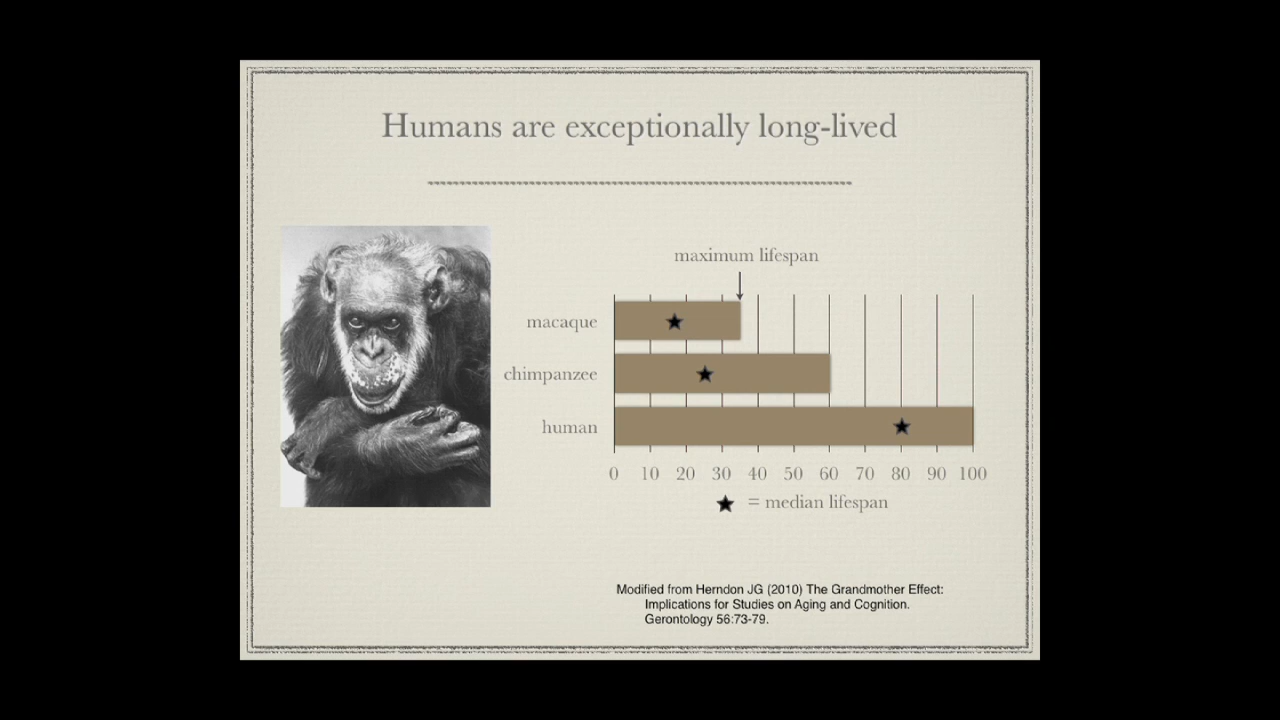 Humans are exceptionally long-lived
maximum lifespan
macaque
chimpanzee
human
0 10 20 30 40 50 60 70 80 90 100
★ = median lifespan
Modified from Herndon JG (2010) The Grandmother Effect:
Implications for Studies on Aging and Cognition.
Gerontology 56:73-79.